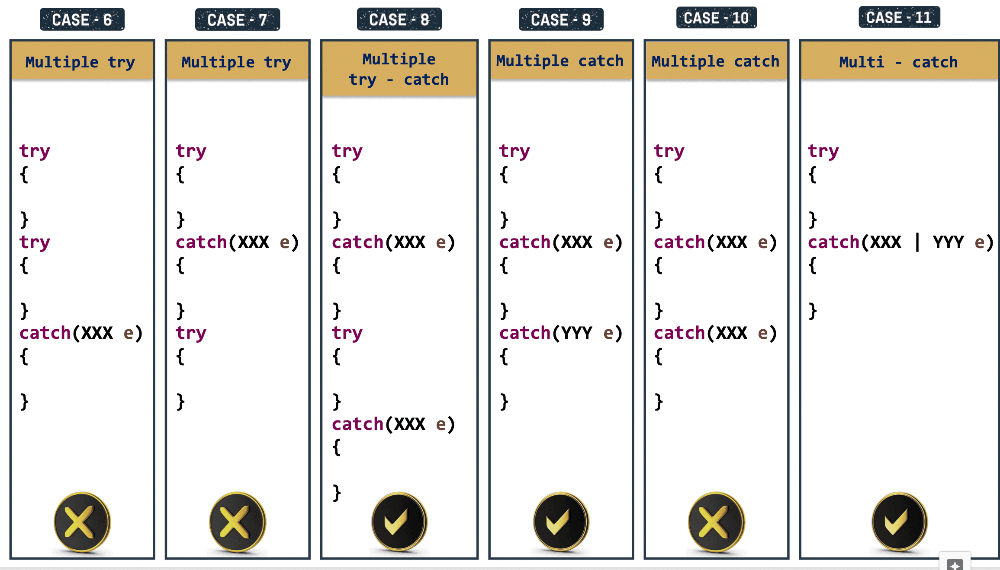 CASE - 6
Multiple try
try
{
}
try
{
}
catch(XXX e)
{
}
CASE - 7
Multiple try
try
{
}
catch(XXX e)
{
}
try
{
}
CASE - 8
Multiple
try - catch
try
{
}
catch(XXX e)
{
}
try
{
}
catch(XXX e)
{
}
CASE - 9
Multiple catch
try
{
}
catch(XXX e)
{
}
catch(YYY e)
{
}
CASE - 10
Multiple catch
try
{
}
catch(XXX e)
{
}
catch(XXX e)
{
}
CASE - 11
Multi - catch
try
{
}
catch(XXX | YYY e)
{
}